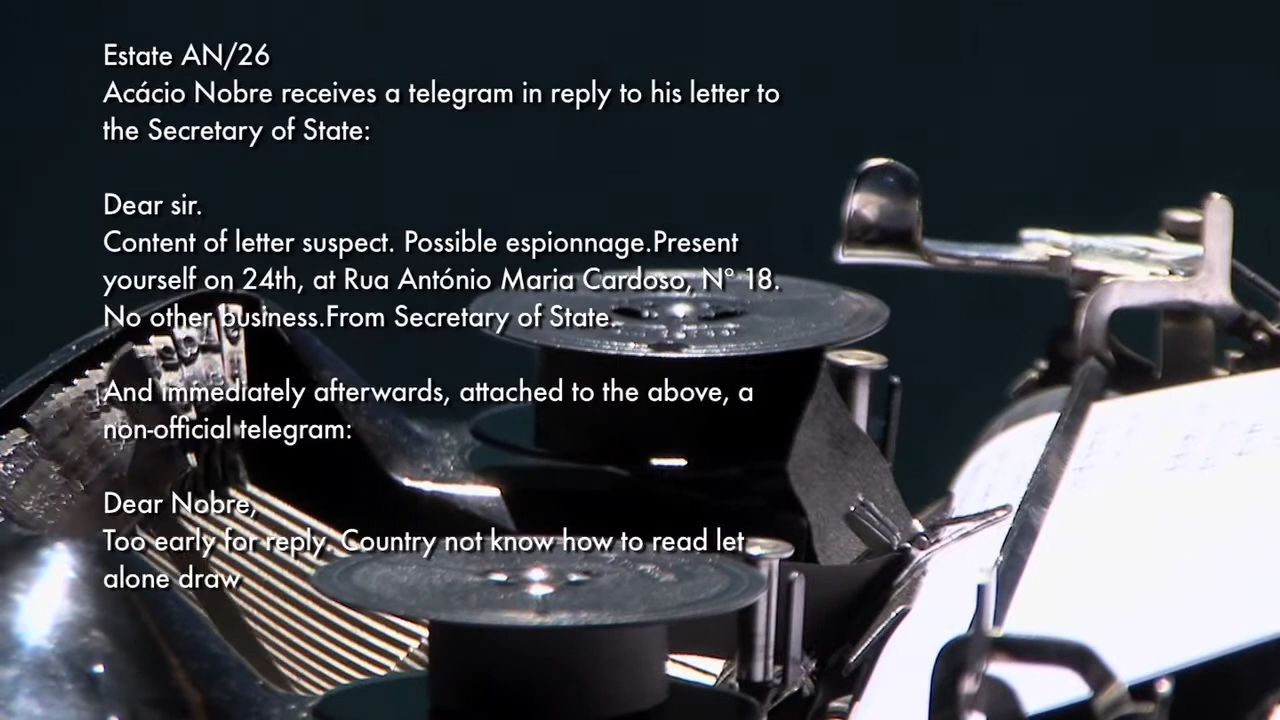 Estate AN/26
Acácio Nobre receives a telegram in reply to his letter to
the Secretary of State:
Dear sir.
Content of letter suspect. Possible espionnage.Present
yourself on 24th, at Rua António Maria Cardoso, Nº 18.
No other business.From Secretary of State.
And immediately afterwards, attached to the above, a
non-official telegram:
Dear Nobre,
Too early for reply. Country not know how to read let
alone draw